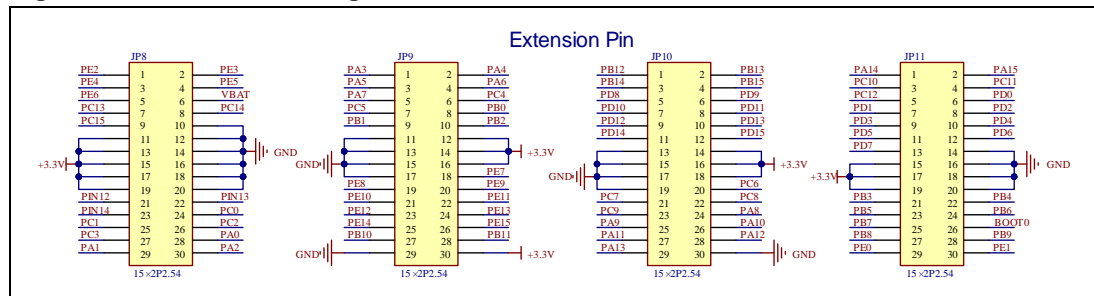 Extension Pin
JP8
PE2 1 2 PE3
PE4 3 4 PE5
PE6 5 6 VBAT
PC13 7 8 PC14
PC15 9 10
11 12
13 14 GND
+3.3V 15 16
17 18
19 20
PIN12 21 22 PIN13
PIN14 23 24 PC0
PC1 25 26 PC2
PC3 27 28 PA0
PA1 29 30 PA2
15×2P2.54
JP9
PA3 1 2 PA4
PA5 3 4 PA6
PA7 5 6 PC4
PC5 7 8 PB0
PB1 9 10 PB2
11 12
13 14 +3.3V
GND 15 16
17 18 PE7
PE8 19 20 PE9
PE10 21 22 PE11
PE12 23 24 PE13
PE14 25 26 PE15
PB10 27 28 PB11
GND 29 30 +3.3V
15×2P2.54
JP10
PB12 1 2 PB13
PB14 3 4 PB15
PD8 5 6 PD9
PD10 7 8 PD11
PD12 9 10 PD13
PD14 11 12 PD15
13 14
15 16 +3.3V
GND 17 18
19 20 PC6
PC7 21 22 PC8
PC9 23 24 PA8
PA9 25 26 PA10
PA11 27 28 PA12
PA13 29 30 GND
15×2P2.54
JP11
PA14 1 2 PA15
PC10 3 4 PC11
PC12 5 6 PD0
PD1 7 8 PD2
PD3 9 10 PD4
PD5 11 12 PD6
PD7 13 14
15 16 GND
+3.3V 17 18
19 20
PB3 21 22 PB4
PB5 23 24 PB6
PB7 25 26 BOOT0
PB8 27 28 PB9
PE0 29 30 PE1
15×2P2.54